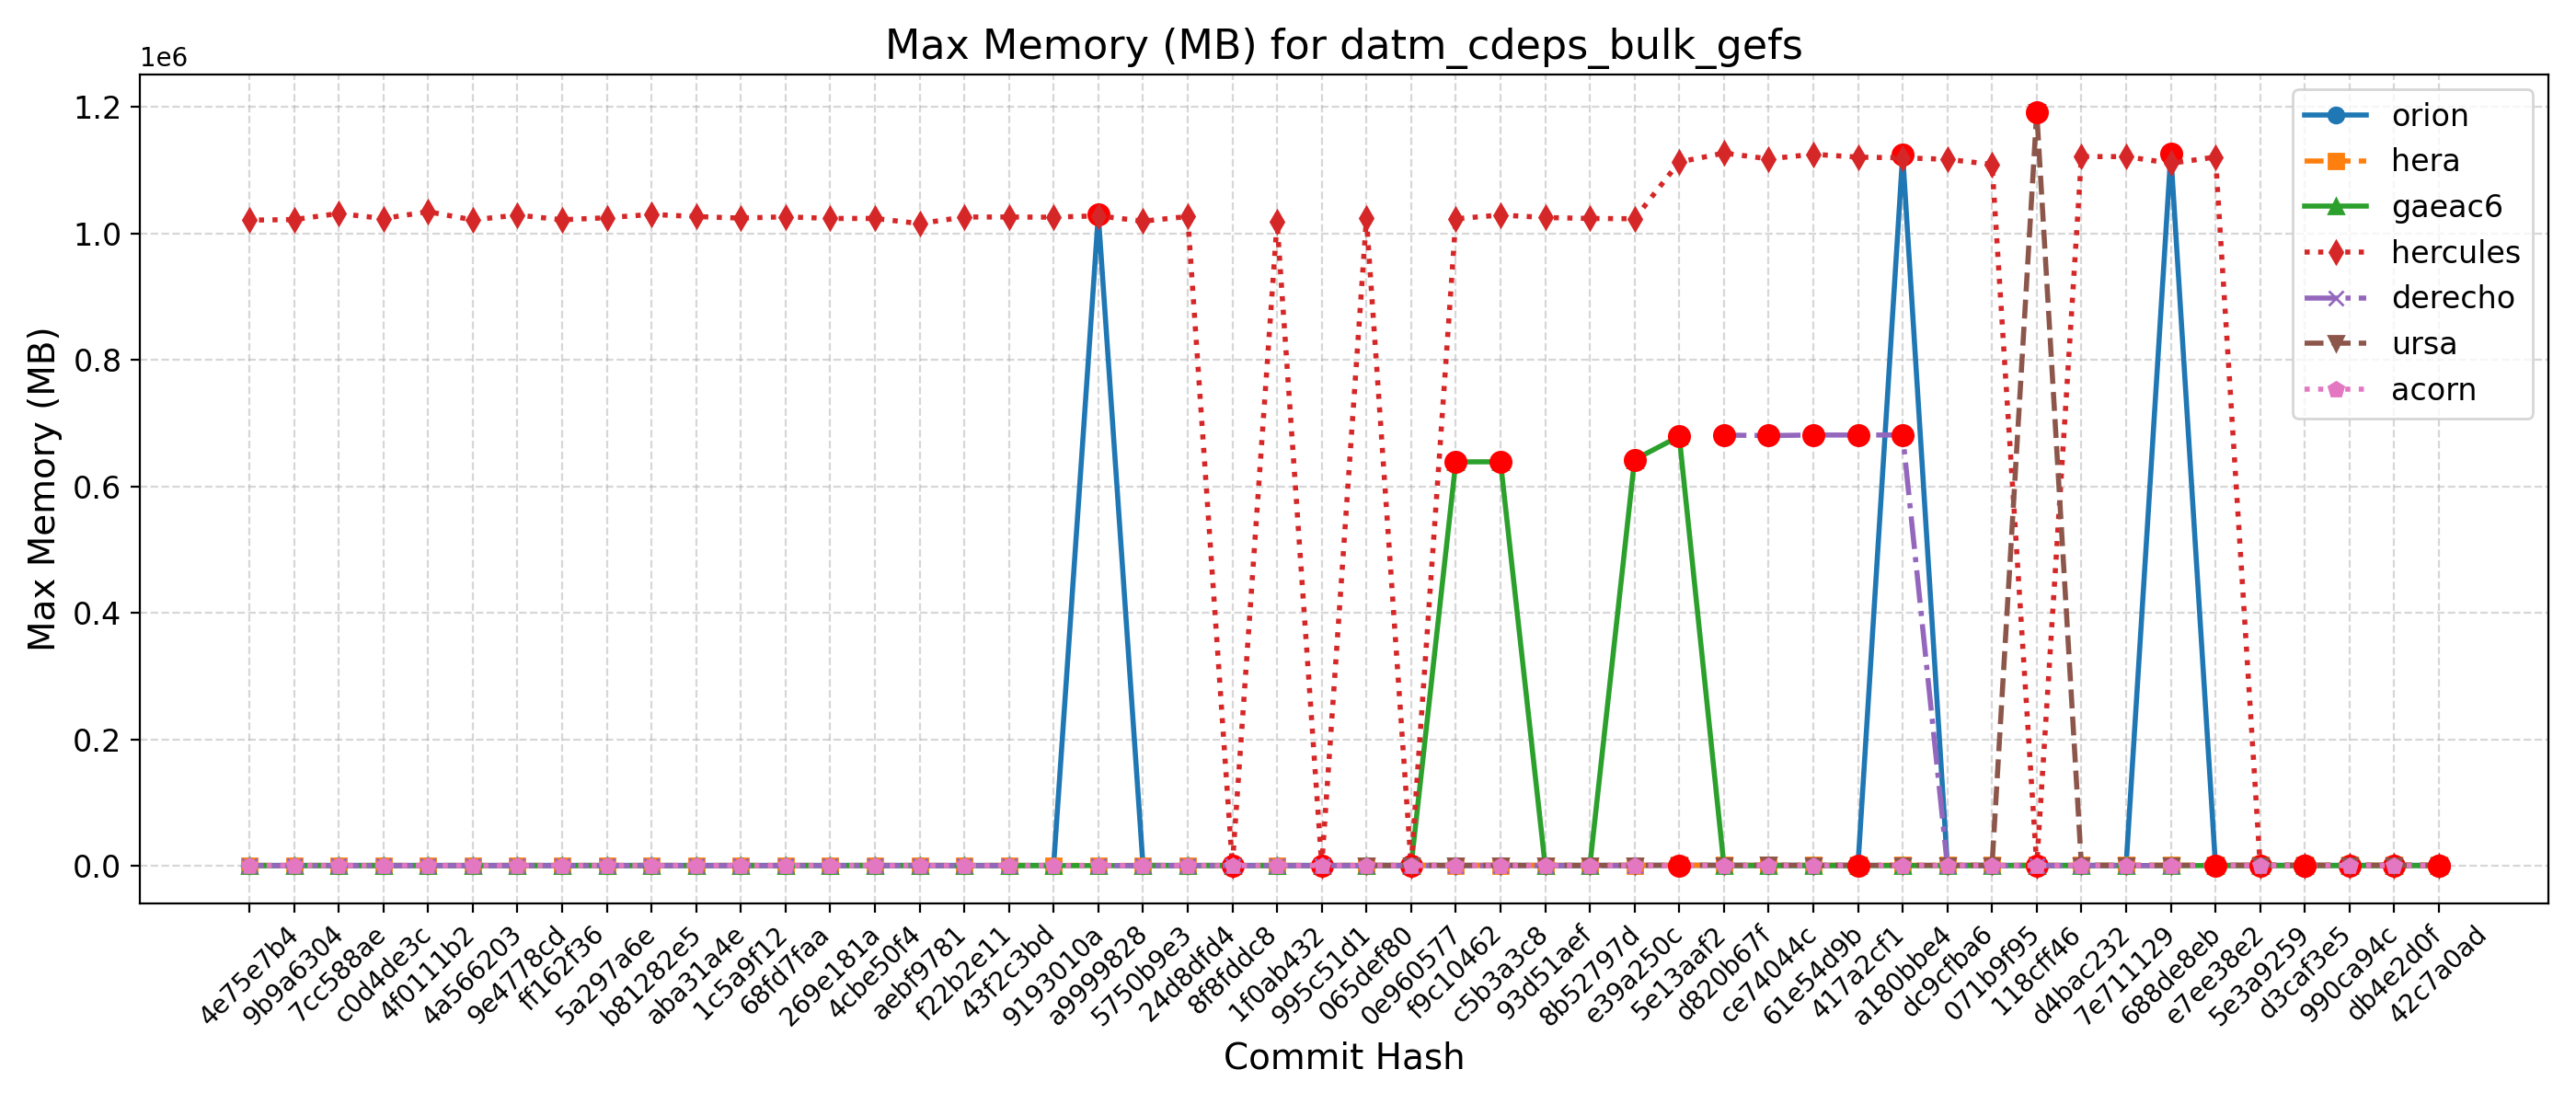 Max Memory (MB) for datm_cdeps_bulk_gefs
1e6
1.2
1.0
0.8
0.6
0.4
0.2
0.0
Max Memory (MB)
orion
hera
gaeac6
hercules
derecho
ursa
acorn
4e75e7b4
9b9a6304
7cc588ae
c0d4de3c
4f0111b2
4a566203
9e4778cd
ff162f36
5a297a6e
b81282e5
aba31a4e
1c5a9f12
68fd7faa
269e181a
4cbe50f4
aebf9781
f22b2e11
43f2c3bd
9193010a
a9999828
5750b9e3
24d8dfd4
8f8fddc8
1f0ab432
995c51d1
065def80
0e960577
f9c10462
c5b3a3c8
93d51aef
8b52797d
e39a250c
5e13aaf2
d820b67f
ce74044c
61e54d9b
417a2cf1
a180bbe4
dc9cfba6
071b9f95
118cff46
d4bac232
7e711129
688de8eb
e7ee38e2
5e3a9259
d3caf3e5
990ca94c
db4e2d0f
42c7a0ad
Commit Hash